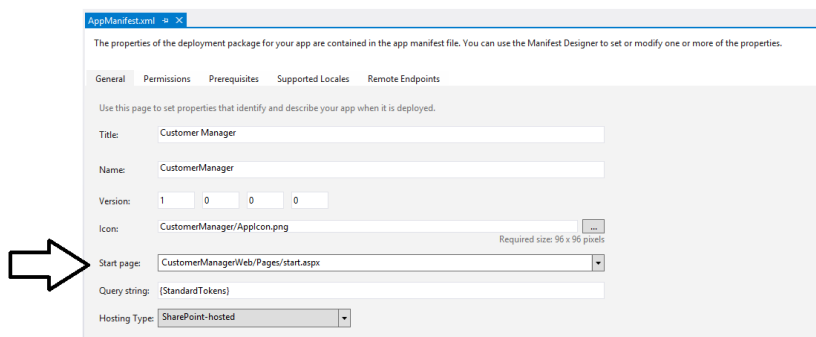 AppManifest.xml
The properties of the deployment package for your app are contained in the app manifest file. You can use the Manifest Designer to set or modify one or more of the properties.
General Permissions Prerequisites Supported Locales Remote Endpoints
Use this page to set properties that identify and describe your app when it is deployed.
Title: Customer Manager
Name: CustomerManager
Version: 1 0 0 0
Icon: CustomerManager/AppIcon.png ...
Required size: 96 x 96 pixels
Start page: CustomerManagerWeb/Pages/start.aspx
Query string: {StandardTokens}
Hosting Type: SharePoint-hosted